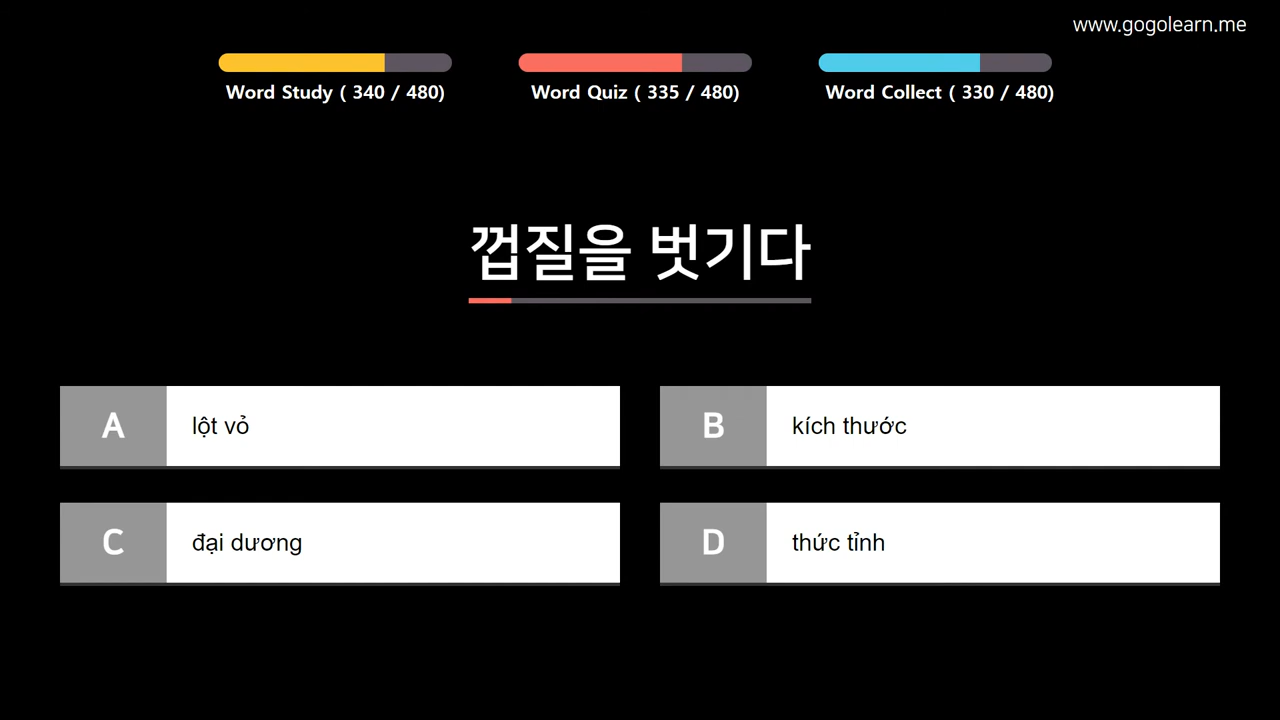 www.gogolearn.me
Word Study ( 340 / 480)
Word Quiz ( 335 / 480)
Word Collect ( 330 / 480)
껍질을 벗기다
A lột vỏ
B kích thước
C đại dương
D thức tỉnh